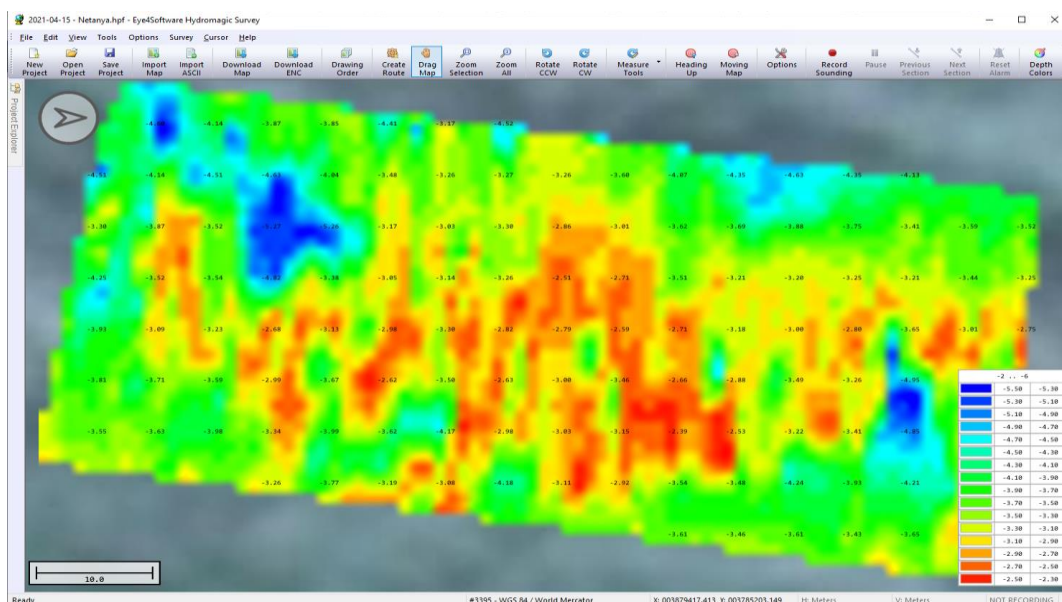 2021-04-15 - Netanya.hpf - Eye4Software Hydromagic Survey
File Edit View Tools Options Survey Cursor Help
New Project Open Project Save Project Import Map Import ASCII Download Map Download ENC Drawing Order Create Route Drag Map Zoom Selection Zoom All Rotate CCW Rotate CW Measure Tools Heading Up Moving Map Options Record Sounding Pause Previous Section Next Section Reset Alarm Depth Colors
Project Explorer
-4.14 -3.87 -3.85 -4.41 -3.17 -4.52
-4.51 -4.14 -4.51 -4.63 -4.04 -3.48 -3.26 -3.27 -3.26 -3.60 -4.07 -4.35 -4.63 -4.35 -4.13
-3.30 -3.87 -3.52 -3.17 -3.03 -3.30 -2.86 -3.01 -3.62 -3.69 -3.88 -3.75 -3.41 -3.59 -3.52
-4.25 -3.52 -3.54 -4.82 -3.38 -3.05 -3.14 -3.26 -2.51 -2.71 -3.51 -3.21 -3.20 -3.25 -3.21 -3.44 -3.25
-3.93 -3.09 -3.23 -2.68 -3.13 -2.98 -3.30 -2.82 -2.79 -2.59 -2.71 -3.18 -3.00 -2.80 -3.65 -3.01 -2.75
-3.81 -3.71 -3.59 -2.99 -3.67 -2.62 -3.50 -2.63 -3.00 -3.46 -2.66 -2.88 -3.49 -3.26 -4.95
-3.55 -3.63 -3.98 -3.34 -3.99 -3.62 -4.17 -2.98 -3.03 -3.15 -2.39 -2.53 -3.22 -3.41 -4.85
-3.26 -3.77 -3.19 -3.08 -4.18 -3.11 -2.92 -3.54 -3.48 -4.24 -3.93 -4.21
-3.61 -3.46 -3.61 -3.43 -3.65
-2 .. -6
-5.50 -5.30
-5.30 -5.10
-5.10 -4.90
-4.90 -4.70
-4.70 -4.50
-4.50 -4.30
-4.30 -4.10
-4.10 -3.90
-3.90 -3.70
-3.70 -3.50
-3.50 -3.30
-3.30 -3.10
-3.10 -2.90
-2.90 -2.70
-2.70 -2.50
-2.50 -2.30
10.0
Ready #3395 - WGS 84 / World Mercator X: 003879417.413, Y: 003785203.149 H: Meters V: Meters NOT RECORDING